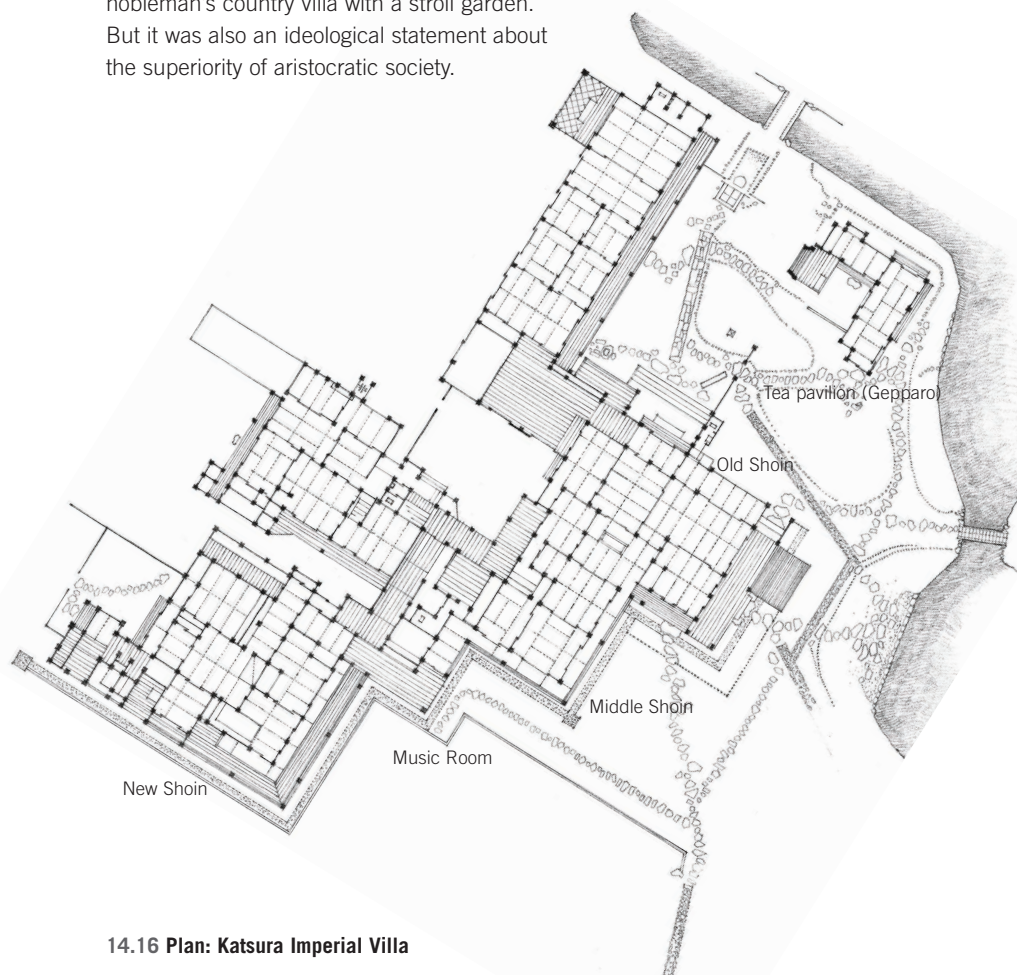 nobleman's country villa with a stroll garden.
But it was also an ideological statement about
the superiority of aristocratic society.
Tea pavilion (Gepparo)
Old Shoin
Middle Shoin
Music Room
New Shoin
14.16 Plan: Katsura Imperial Villa